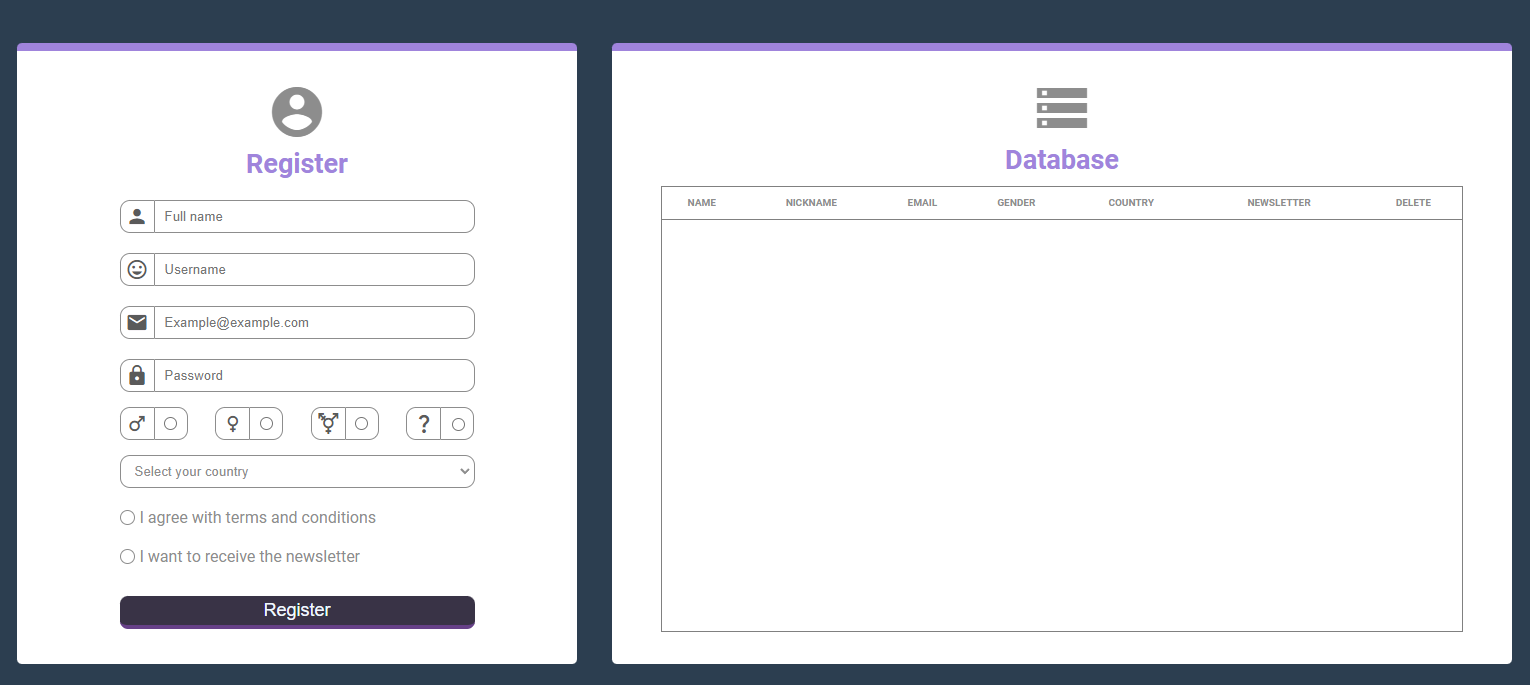 Register
Full name
Username
Example@example.com
Password
?
Select your country
I agree with terms and conditions
I want to receive the newsletter
Register
Database
NAME NICKNAME EMAIL GENDER COUNTRY NEWSLETTER DELETE